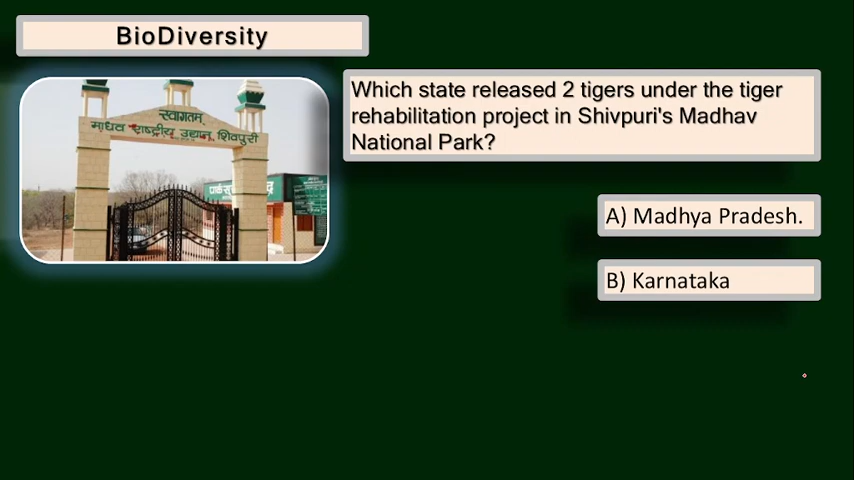 BioDiversity
Which state released 2 tigers under the tiger
rehabilitation project in Shivpuri's Madhav
National Park?
स्वागतम्
माधव राष्ट्रीय उद्यान, शिवपुरी
A) Madhya Pradesh.
B) Karnataka